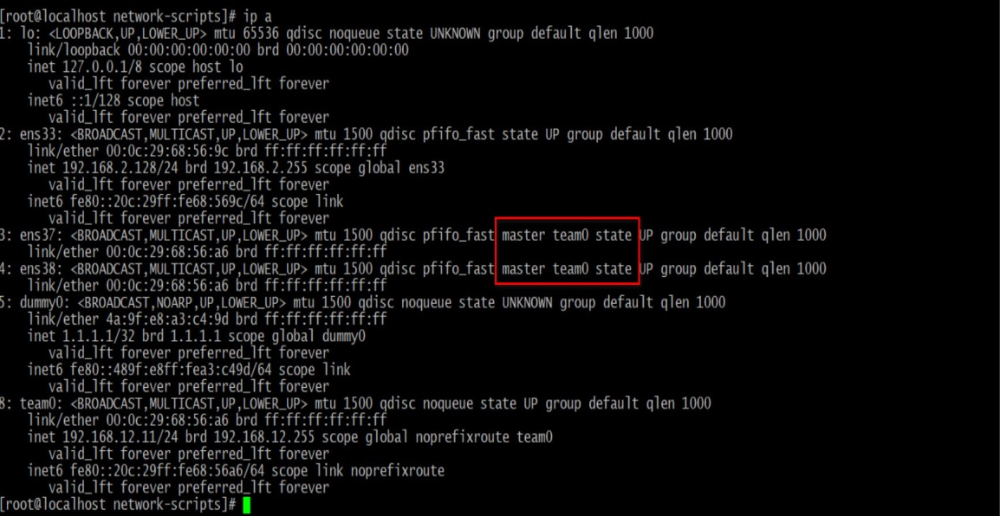 [root@localhost network-scripts]# ip a
1: lo: <LOOPBACK,UP,LOWER_UP> mtu 65536 qdisc noqueue state UNKNOWN group default qlen 1000
    link/loopback 00:00:00:00:00:00 brd 00:00:00:00:00:00
    inet 127.0.0.1/8 scope host lo
       valid_lft forever preferred_lft forever
    inet6 ::1/128 scope host
       valid_lft forever preferred_lft forever
2: ens33: <BROADCAST,MULTICAST,UP,LOWER_UP> mtu 1500 qdisc pfifo_fast state UP group default qlen 1000
    link/ether 00:0c:29:68:56:9c brd ff:ff:ff:ff:ff:ff
    inet 192.168.2.128/24 brd 192.168.2.255 scope global ens33
       valid_lft forever preferred_lft forever
    inet6 fe80::20c:29ff:fe68:569c/64 scope link
       valid_lft forever preferred_lft forever
3: ens37: <BROADCAST,MULTICAST,UP,LOWER_UP> mtu 1500 qdisc pfifo_fast master team0 state UP group default qlen 1000
    link/ether 00:0c:29:68:56:a6 brd ff:ff:ff:ff:ff:ff
4: ens38: <BROADCAST,MULTICAST,UP,LOWER_UP> mtu 1500 qdisc pfifo_fast master team0 state UP group default qlen 1000
    link/ether 00:0c:29:68:56:a6 brd ff:ff:ff:ff:ff:ff
5: dummy0: <BROADCAST,NOARP,UP,LOWER_UP> mtu 1500 qdisc noqueue state UNKNOWN group default qlen 1000
    link/ether 4a:9f:e8:a3:c4:9d brd ff:ff:ff:ff:ff:ff
    inet 1.1.1.1/32 brd 1.1.1.1 scope global dummy0
       valid_lft forever preferred_lft forever
    inet6 fe80::489f:e8ff:fea3:c49d/64 scope link
       valid_lft forever preferred_lft forever
8: team0: <BROADCAST,MULTICAST,UP,LOWER_UP> mtu 1500 qdisc noqueue state UP group default qlen 1000
    link/ether 00:0c:29:68:56:a6 brd ff:ff:ff:ff:ff:ff
    inet 192.168.12.11/24 brd 192.168.12.255 scope global noprefixroute team0
       valid_lft forever preferred_lft forever
    inet6 fe80::20c:29ff:fe68:56a6/64 scope link noprefixroute
       valid_lft forever preferred_lft forever
[root@localhost network-scripts]#